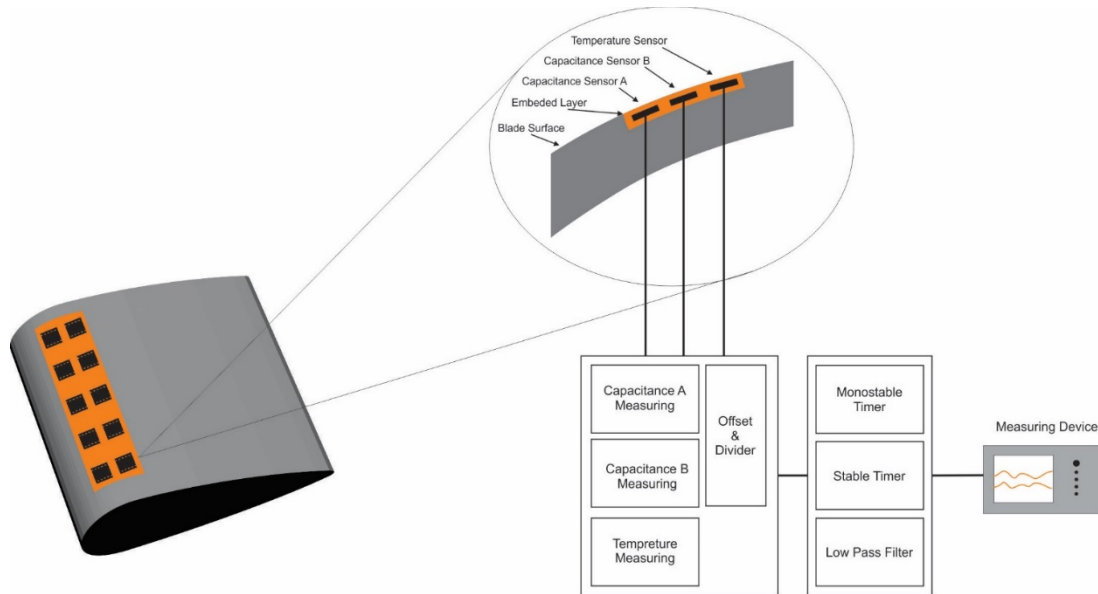 Temperature Sensor
Capacitance Sensor B
Capacitance Sensor A
Embeded Layer
Blade Surface
Capacitance A
Measuring
Capacitance B
Measuring
Tempreture
Measuring
Offset
&
Divider
Monostable
Timer
Stable Timer
Low Pass Filter
Measuring Device